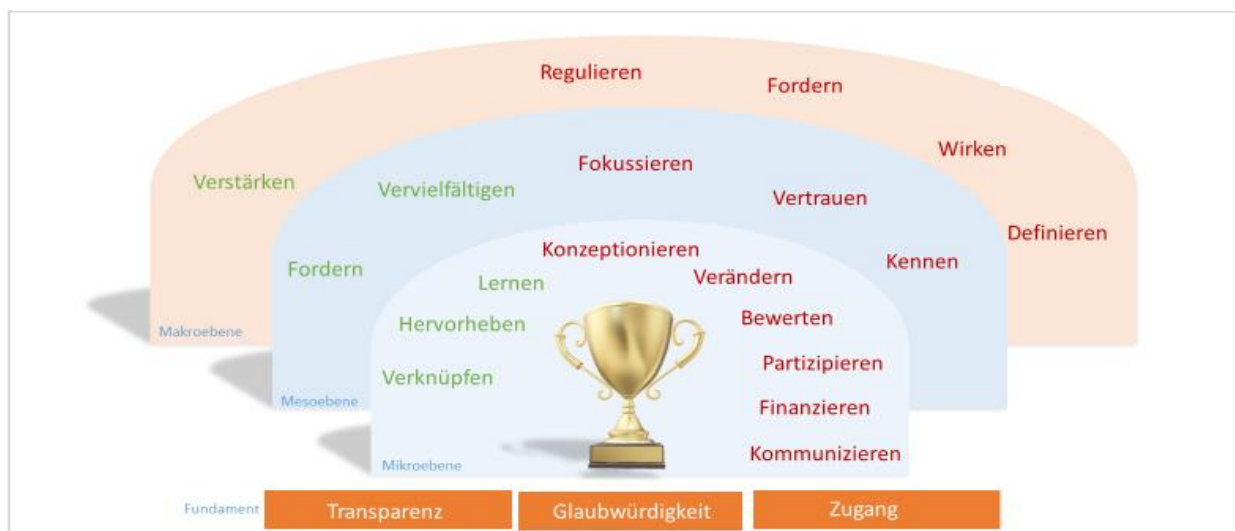 Regulieren
Fordern
Wirken
Verstärken
Definieren
Makroebene
Fokussieren
Vervielfältigen
Vertrauen
Fordern
Kennen
Mesoebene
Konzeptionieren
Lernen
Verändern
Hervorheben
Bewerten
Verknüpfen
Partizipieren
Finanzieren
Kommunizieren
Mikroebene
Fundament
Transparenz
Glaubwürdigkeit
Zugang